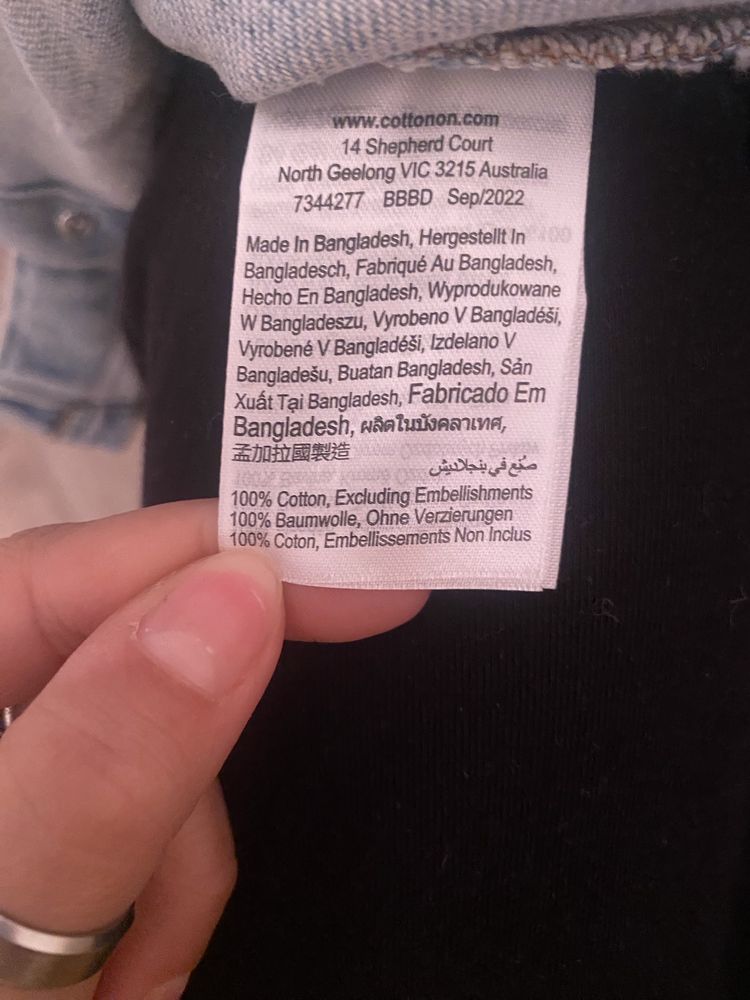 www.cottonon.com
14 Shepherd Court
North Geelong VIC 3215 Australia
7344277 BBBD Sep/2022
Made In Bangladesh, Hergestellt In
Bangladesch, Fabriqué Au Bangladesh,
Hecho En Bangladesh, Wyprodukowane
W Bangladeszu, Vyrobeno V Bangladéši,
Vyrobené V Bangladéši, Izdelano V
Bangladešu, Buatan Bangladesh, Sản
Xuất Tại Bangladesh, Fabricado Em
Bangladesh, ผลิตในบังคลาเทศ,
孟加拉國製造
صُنِع في بنجلاديش
100% Cotton, Excluding Embellishments
100% Baumwolle, Ohne Verzierungen
100% Coton, Embellissements Non Inclus